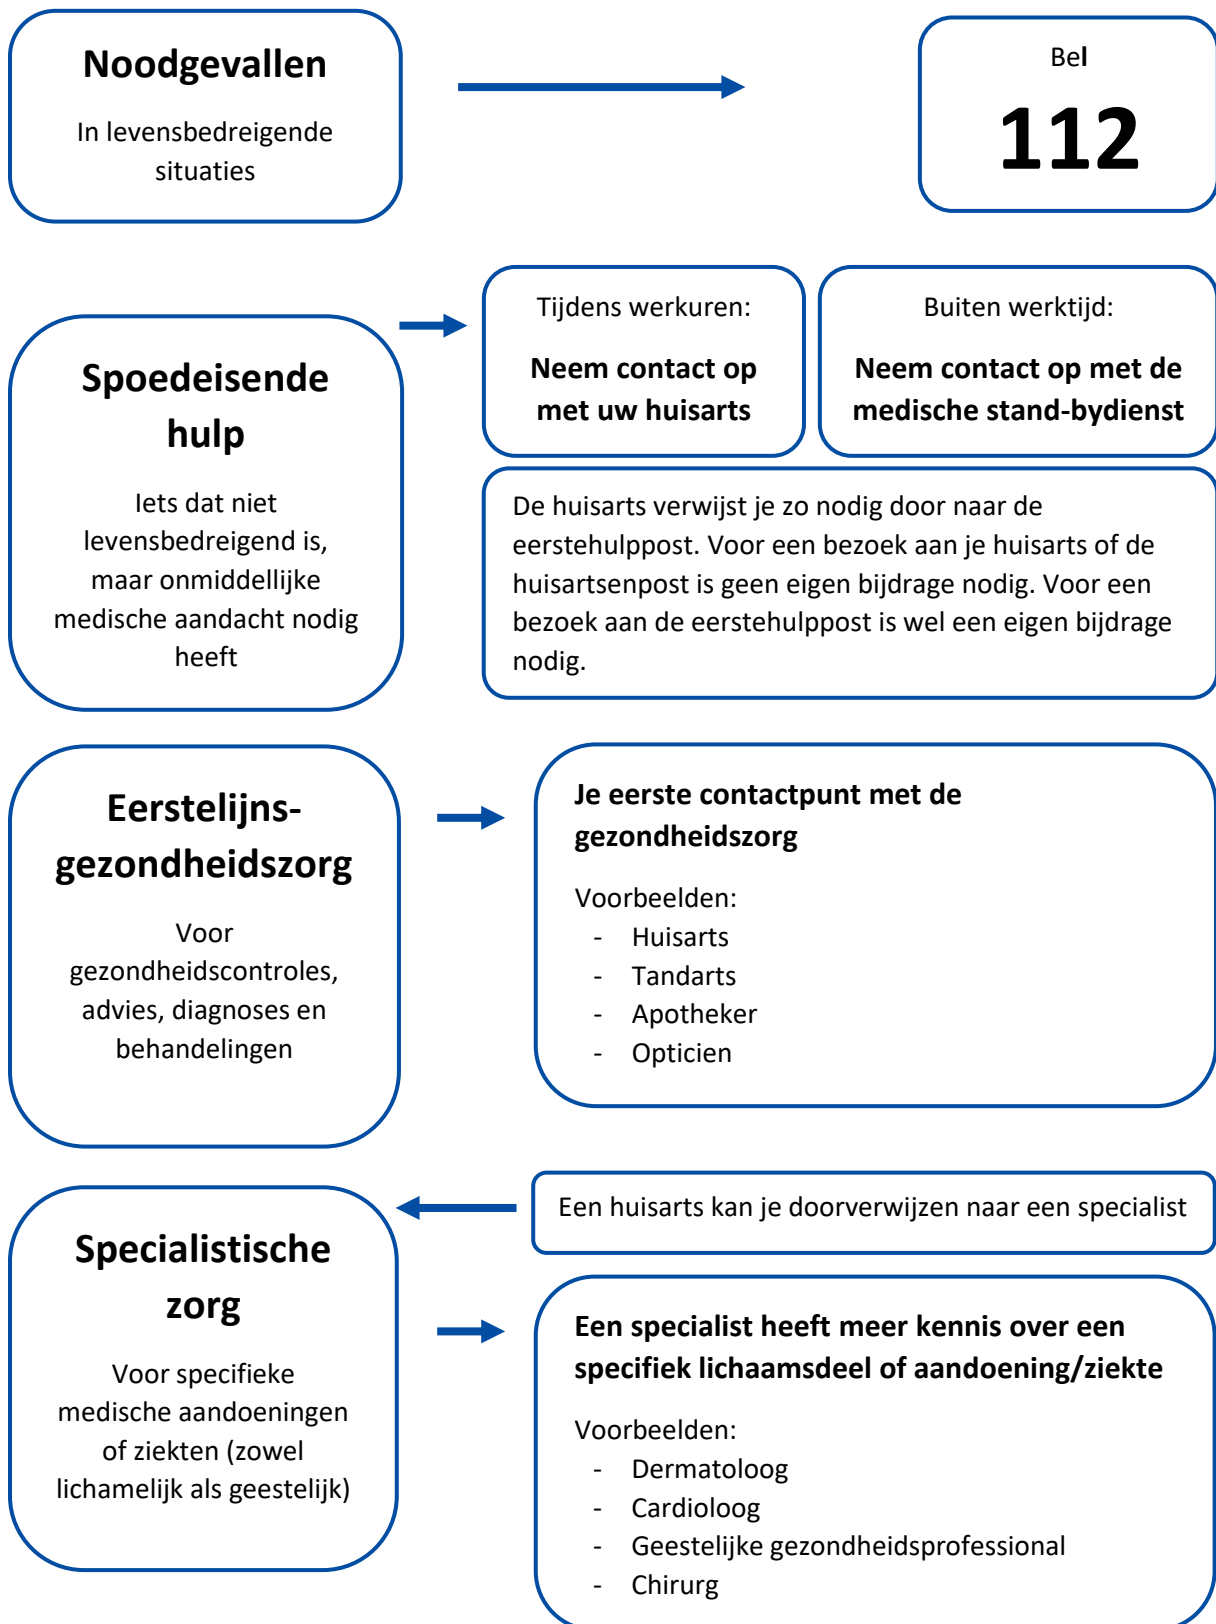 Noodgevallen
In levensbedreigende
situaties
Bel
112
Spoedeisende
hulp
Iets dat niet
levensbedreigend is,
maar onmiddellijke
medische aandacht nodig
heeft
Tijdens werkuren:
Neem contact op
met uw huisarts
Buiten werktijd:
Neem contact op met de
medische stand-bydienst
De huisarts verwijst je zo nodig door naar de
eerstehulppost. Voor een bezoek aan je huisarts of de
huisartsenpost is geen eigen bijdrage nodig. Voor een
bezoek aan de eerstehulppost is wel een eigen bijdrage
nodig.
Eerstelijns-
gezondheidszorg
Voor
gezondheidscontroles,
advies, diagnoses en
behandelingen
Je eerste contactpunt met de
gezondheidszorg
Voorbeelden:
- Huisarts
- Tandarts
- Apotheker
- Opticien
Specialistische
zorg
Voor specifieke
medische aandoeningen
of ziekten (zowel
lichamelijk als geestelijk)
Een huisarts kan je doorverwijzen naar een specialist
Een specialist heeft meer kennis over een
specifiek lichaamsdeel of aandoening/ziekte
Voorbeelden:
- Dermatoloog
- Cardioloog
- Geestelijke gezondheidsprofessional
- Chirurg